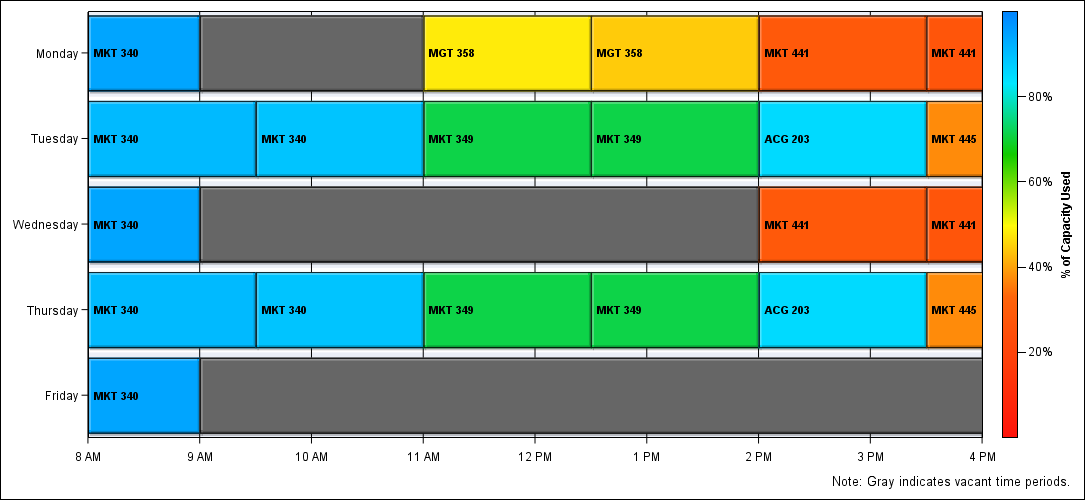 Monday
MKT 340
MGT 358
MGT 358
MKT 441
MKT 441
Tuesday
MKT 340
MKT 340
MKT 349
MKT 349
ACG 203
MKT 445
Wednesday
MKT 340
MKT 441
MKT 441
Thursday
MKT 340
MKT 340
MKT 349
MKT 349
ACG 203
MKT 445
Friday
MKT 340
8 AM
9 AM
10 AM
11 AM
12 PM
1 PM
2 PM
3 PM
4 PM
80%
60%
40%
20%
% of Capacity Used
Note: Gray indicates vacant time periods.